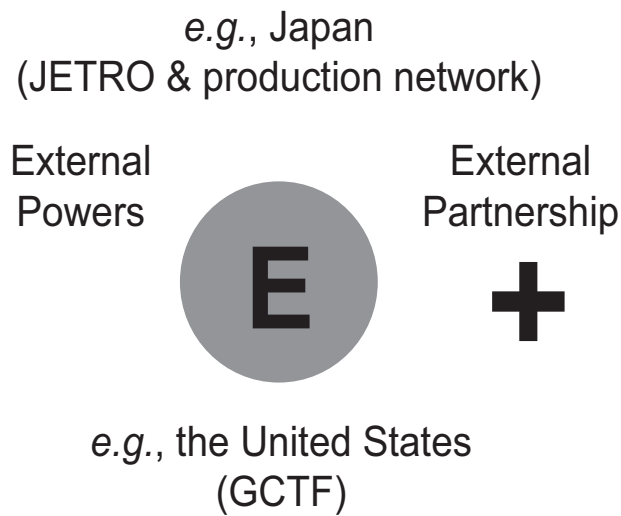 e.g., Japan
(JETRO & production network)
External
Powers
E
External
Partnership
+
e.g., the United States
(GCTF)